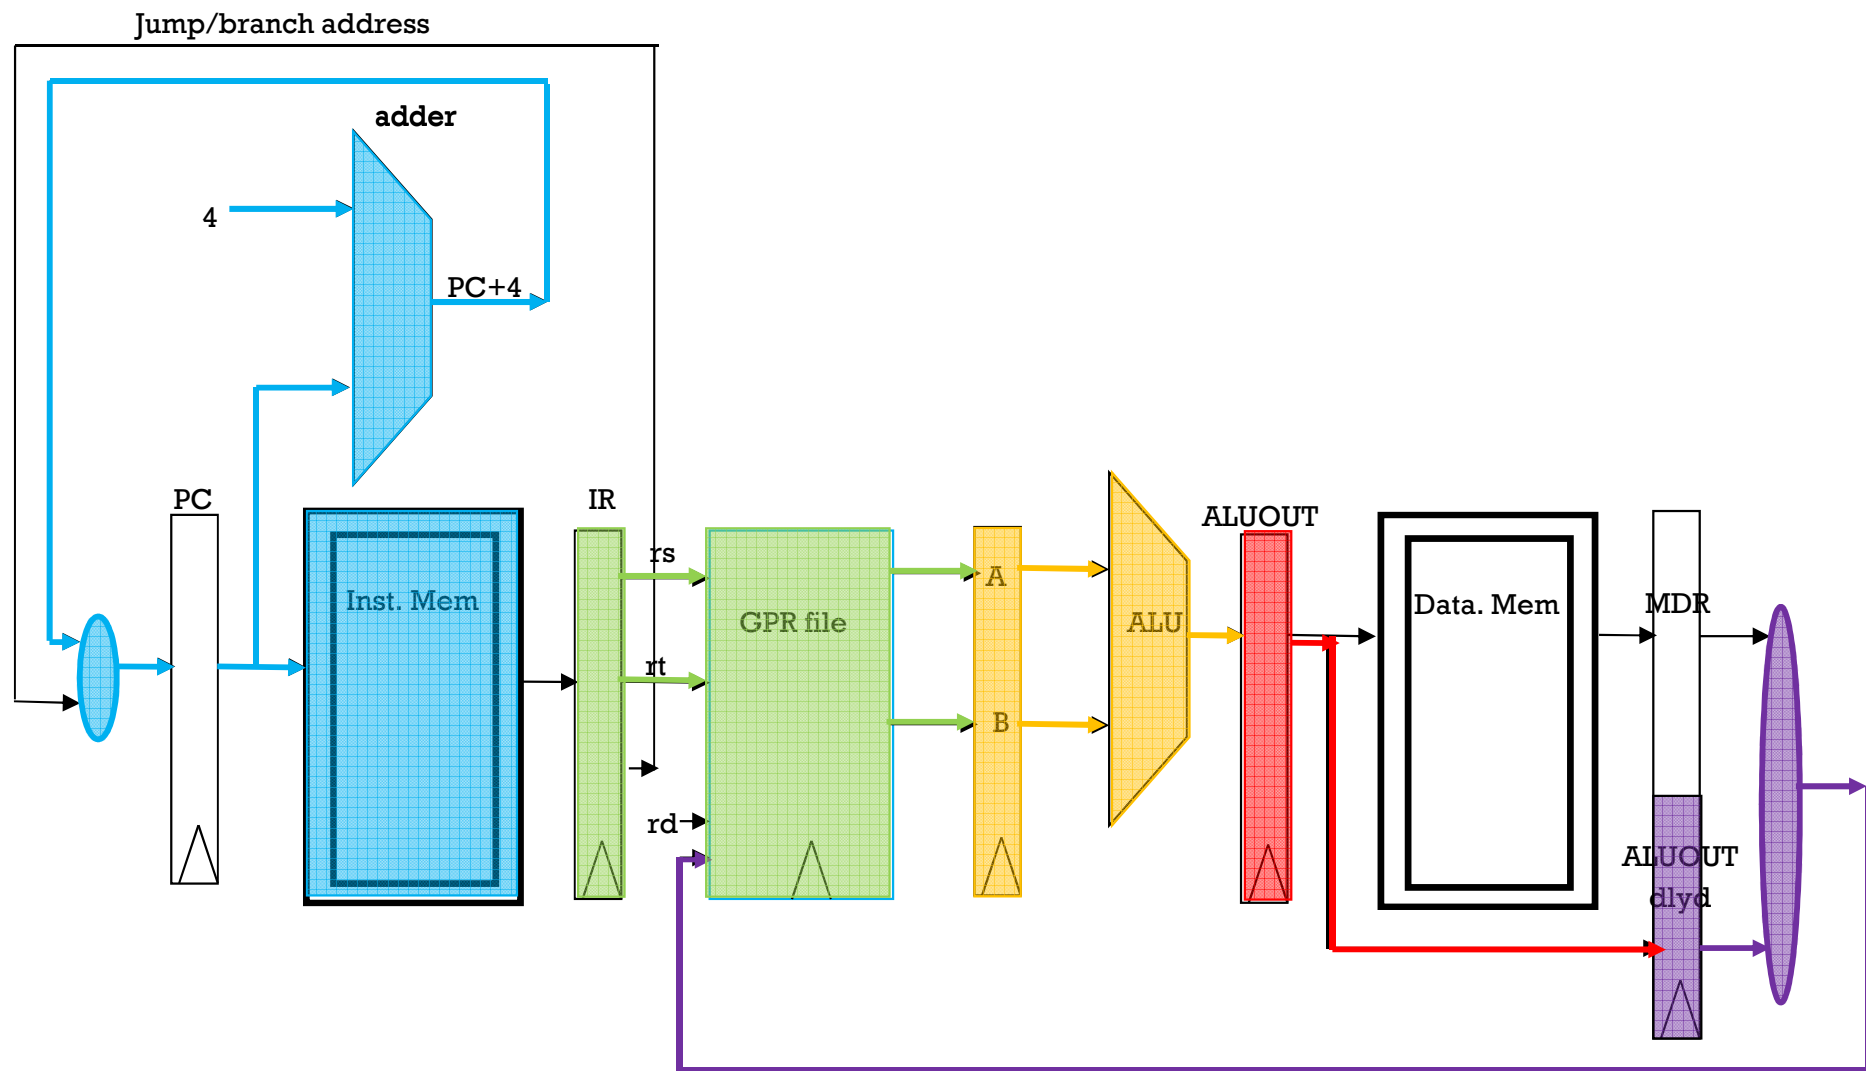 Jump/branch address
adder
4
PC+4
PC
IR
ALUOUT
rs
A
Inst. Mem
GPR file
ALU
Data. Mem
MDR
rt
B
rd
ALUOUT
dlyd